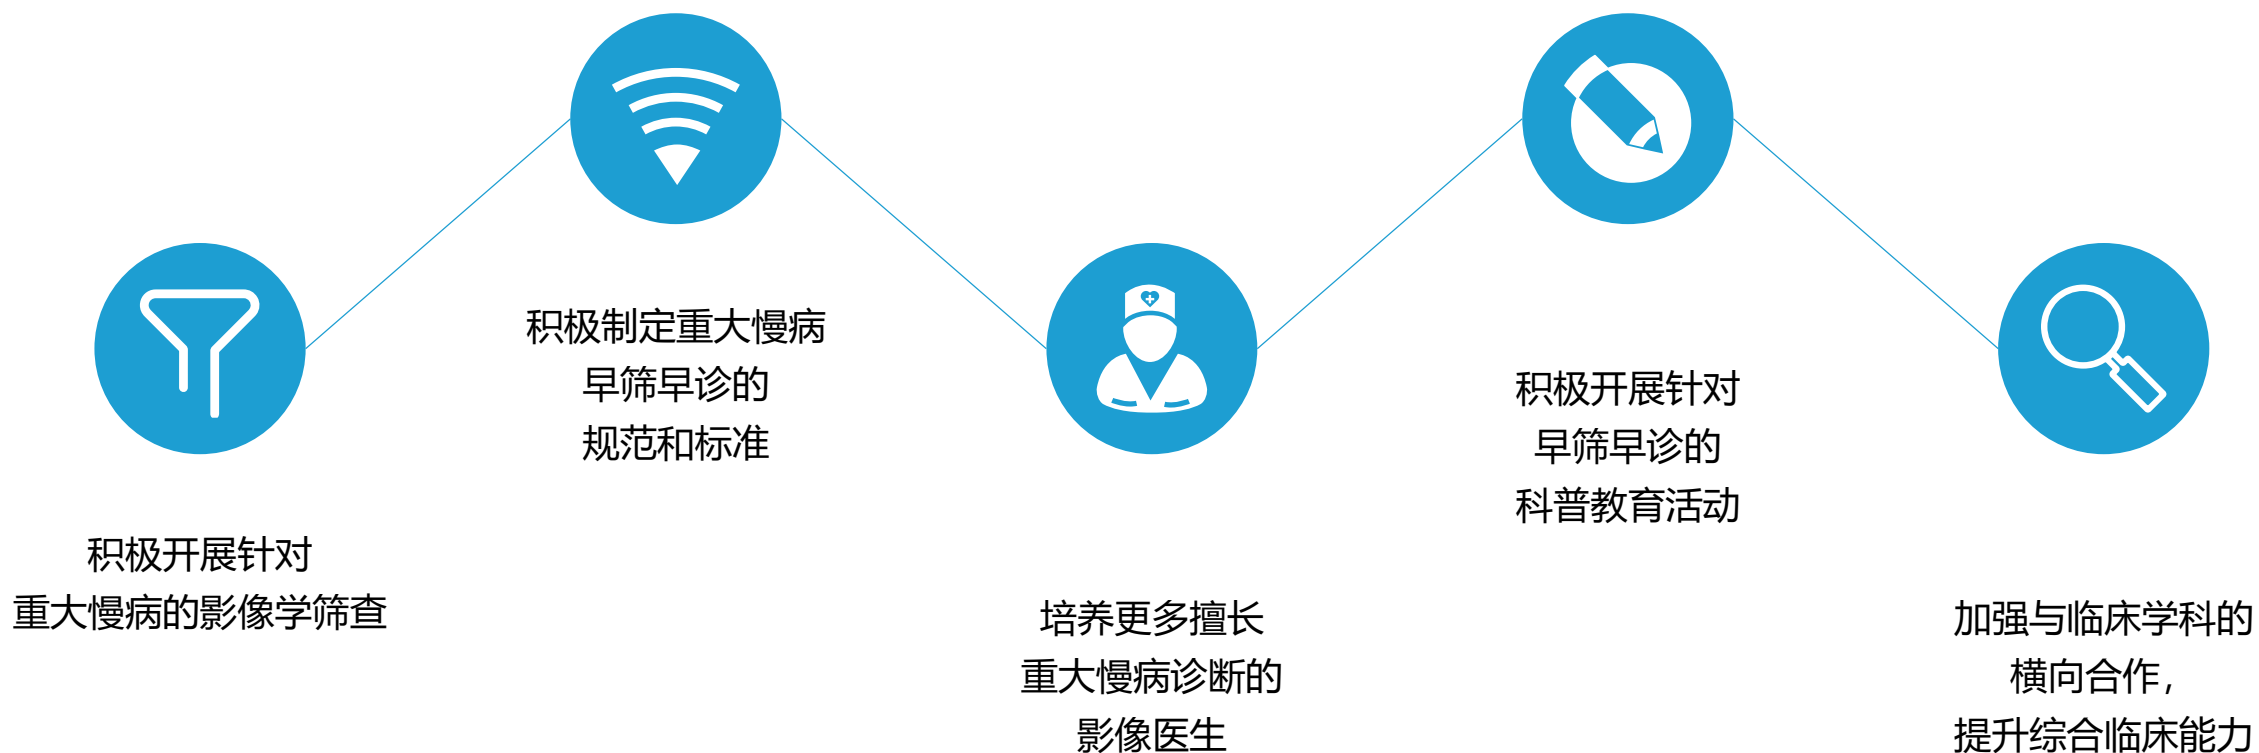 积极开展针对
重大慢病的影像学筛查
积极制定重大慢病
早筛早诊的
规范和标准
培养更多擅长
重大慢病诊断的
影像医生
积极开展针对
早筛早诊的
科普教育活动
加强与临床学科的
横向合作，
提升综合临床能力